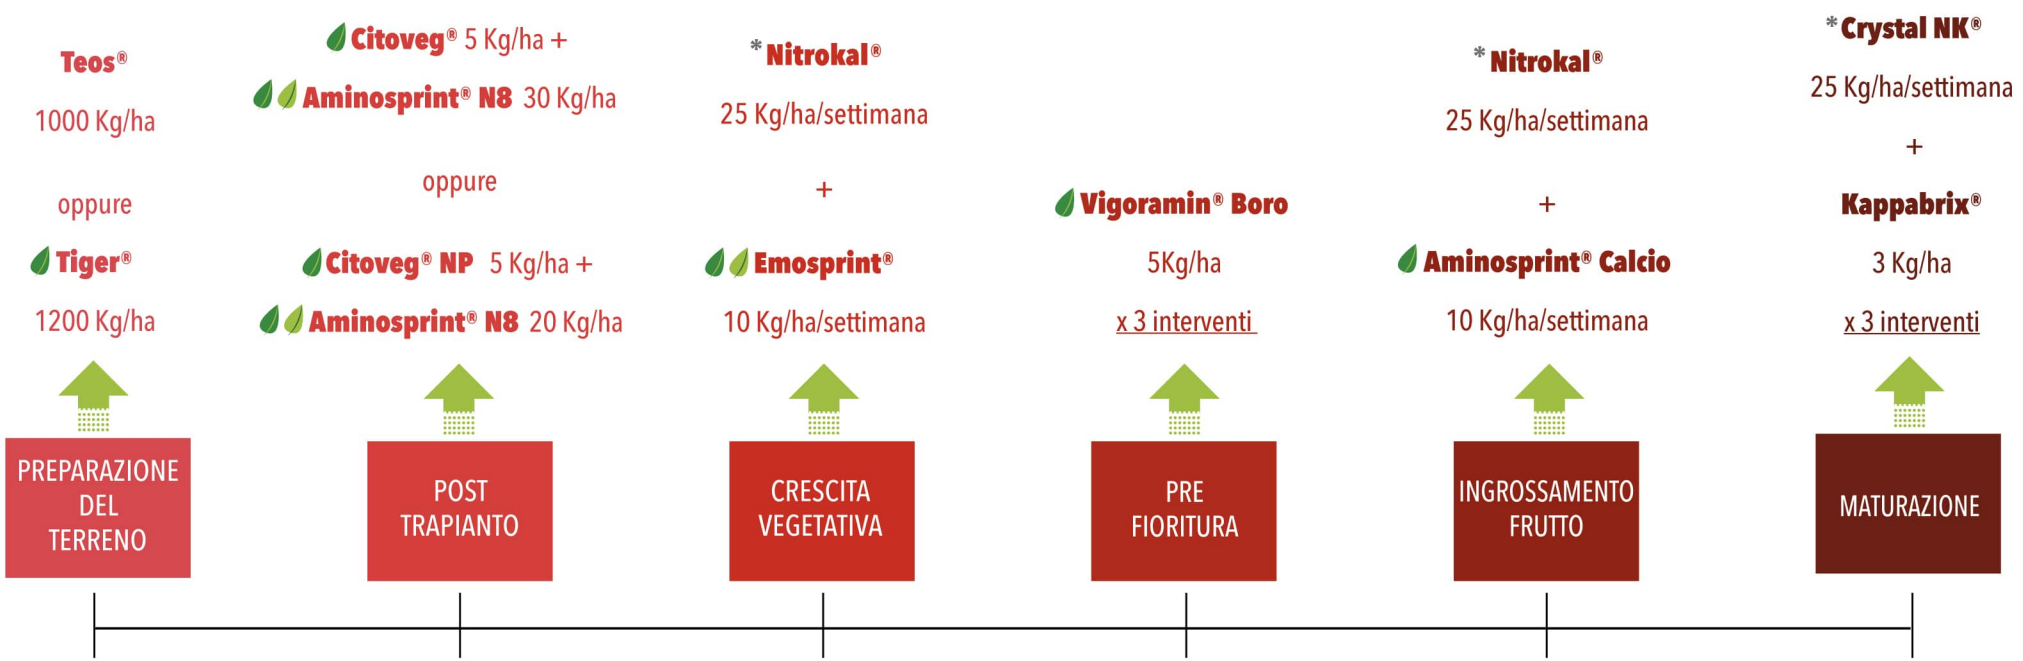 Teos®
1000 Kg/ha
oppure
Tiger®
1200 Kg/ha
PREPARAZIONE
DEL
TERRENO
Citoveg® 5 Kg/ha +
Aminosprint® N8 30 Kg/ha
oppure
Citoveg® NP 5 Kg/ha +
Aminosprint® N8 20 Kg/ha
POST
TRAPIANTO
*Nitrokal®
25 Kg/ha/settimana
+
Emosprint®
10 Kg/ha/settimana
CRESCITA
VEGETATIVA
Vigoramin® Boro
5Kg/ha
x 3 interventi
PRE
FIORITURA
*Nitrokal®
25 Kg/ha/settimana
+
Aminosprint® Calcio
10 Kg/ha/settimana
INGROSSAMENTO
FRUTTO
*Crystal NK®
25 Kg/ha/settimana
+
Kappabrix®
3 Kg/ha
x 3 interventi
MATURAZIONE